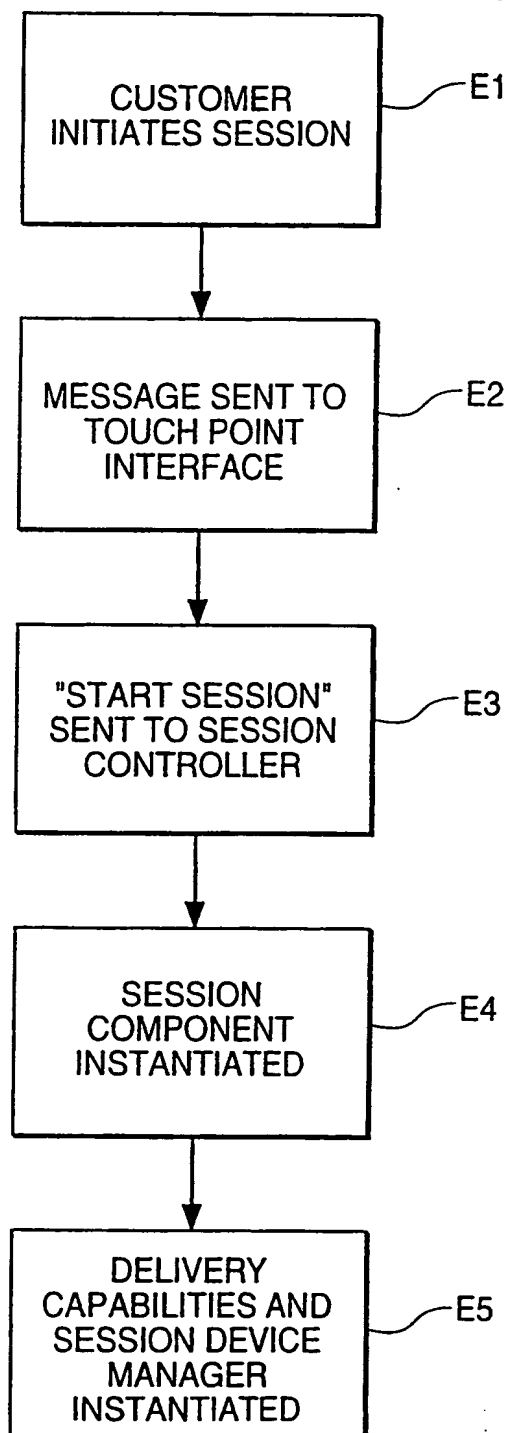 CUSTOMER
INITIATES SESSION
E1
MESSAGE SENT TO
TOUCH POINT
INTERFACE
E2
"START SESSION"
SENT TO SESSION
CONTROLLER
E3
SESSION
COMPONENT
INSTANTIATED
E4
DELIVERY
CAPABILITIES AND
SESSION DEVICE
MANAGER
INSTANTIATED
E5